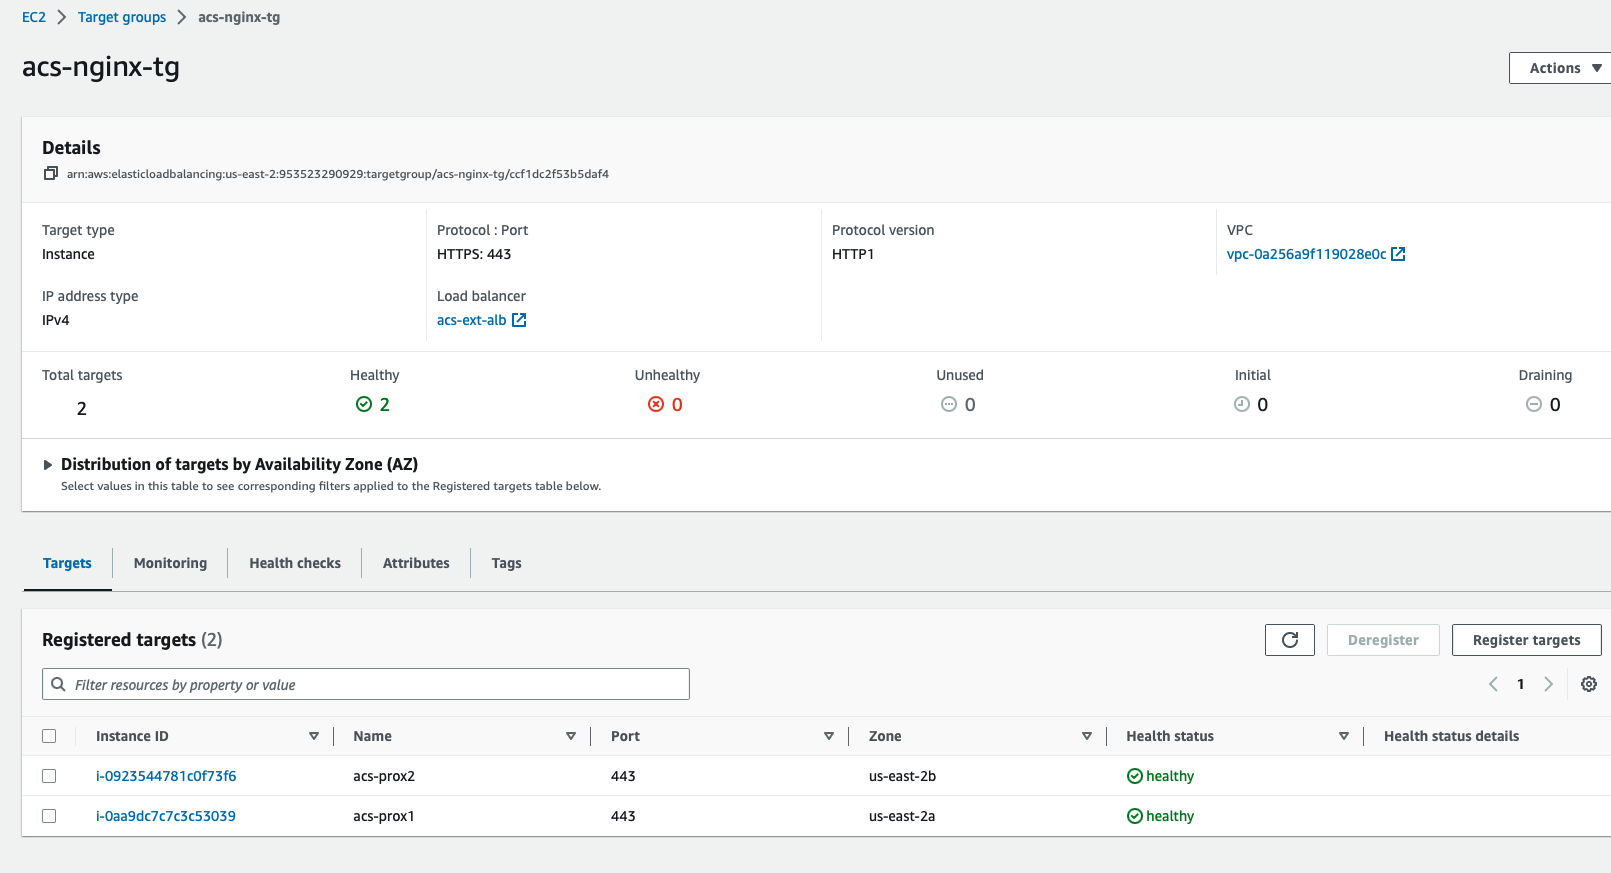 EC2 > Target groups > acs-nginx-tg
acs-nginx-tg
Actions
Details
arn:aws:elasticloadbalancing:us-east-2:953523290929:targetgroup/acs-nginx-tg/ccf1dc2f53b5daf4
Target type Protocol : Port Protocol version VPC
Instance HTTPS: 443 HTTP1 vpc-0a256a9f119028e0c
IP address type Load balancer
IPv4 acs-ext-alb
Total targets Healthy Unhealthy Unused Initial Draining
2 2 0 0 0 0
Distribution of targets by Availability Zone (AZ)
Select values in this table to see corresponding filters applied to the Registered targets table below.
Targets Monitoring Health checks Attributes Tags
Registered targets (2) Deregister Register targets
Filter resources by property or value 1
Instance ID Name Port Zone Health status Health status details
i-0923544781c0f73f6 acs-prox2 443 us-east-2b healthy
i-0aa9dc7c7c3c53039 acs-prox1 443 us-east-2a healthy